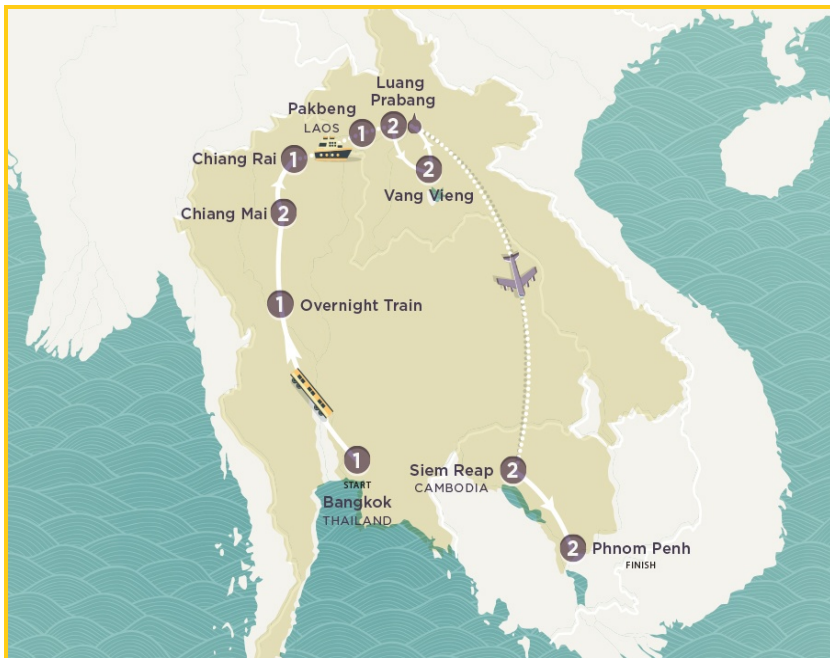 Luang
Prabang
2
Pakbeng
LAOS
1
Chiang Rai
1
2
Vang Vieng
Chiang Mai
2
1
Overnight Train
1
START
Bangkok
THAILAND
Siem Reap
CAMBODIA
2
2
Phnom Penh
FINISH